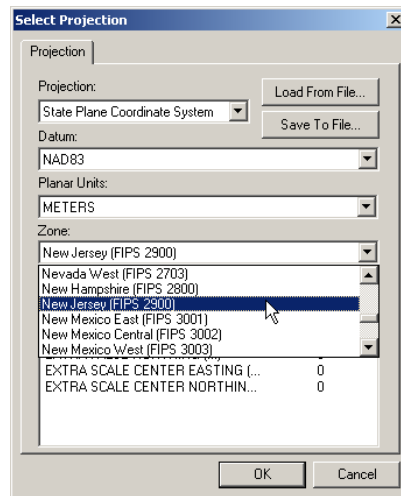 Select Projection
Projection
Projection:
Load From File...
State Plane Coordinate System
Save To File...
Datum:
NAD83
Planar Units:
METERS
Zone:
New Jersey (FIPS 2900)
Nevada West (FIPS 2703)
New Hampshire (FIPS 2800)
New Jersey (FIPS 2900)
New Mexico East (FIPS 3001)
New Mexico Central (FIPS 3002)
New Mexico West (FIPS 3003)
EXTRA SCALE CENTER EASTING (... 0
EXTRA SCALE CENTER NORTHIN... 0
OK Cancel